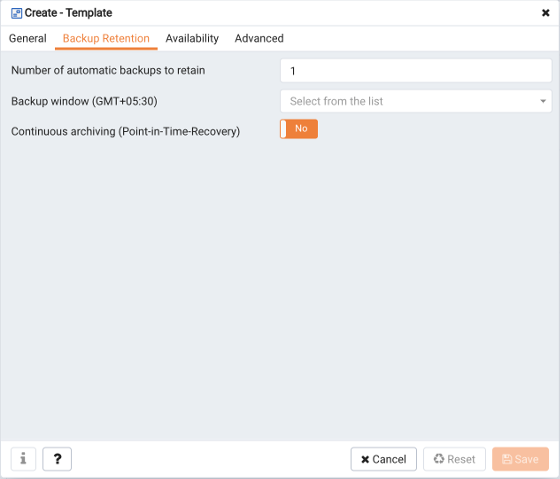 Create - Template
General Backup Retention Availability Advanced
Number of automatic backups to retain 1
Backup window (GMT+05:30) Select from the list
Continuous archiving (Point-in-Time-Recovery) No
i ? Cancel Reset Save